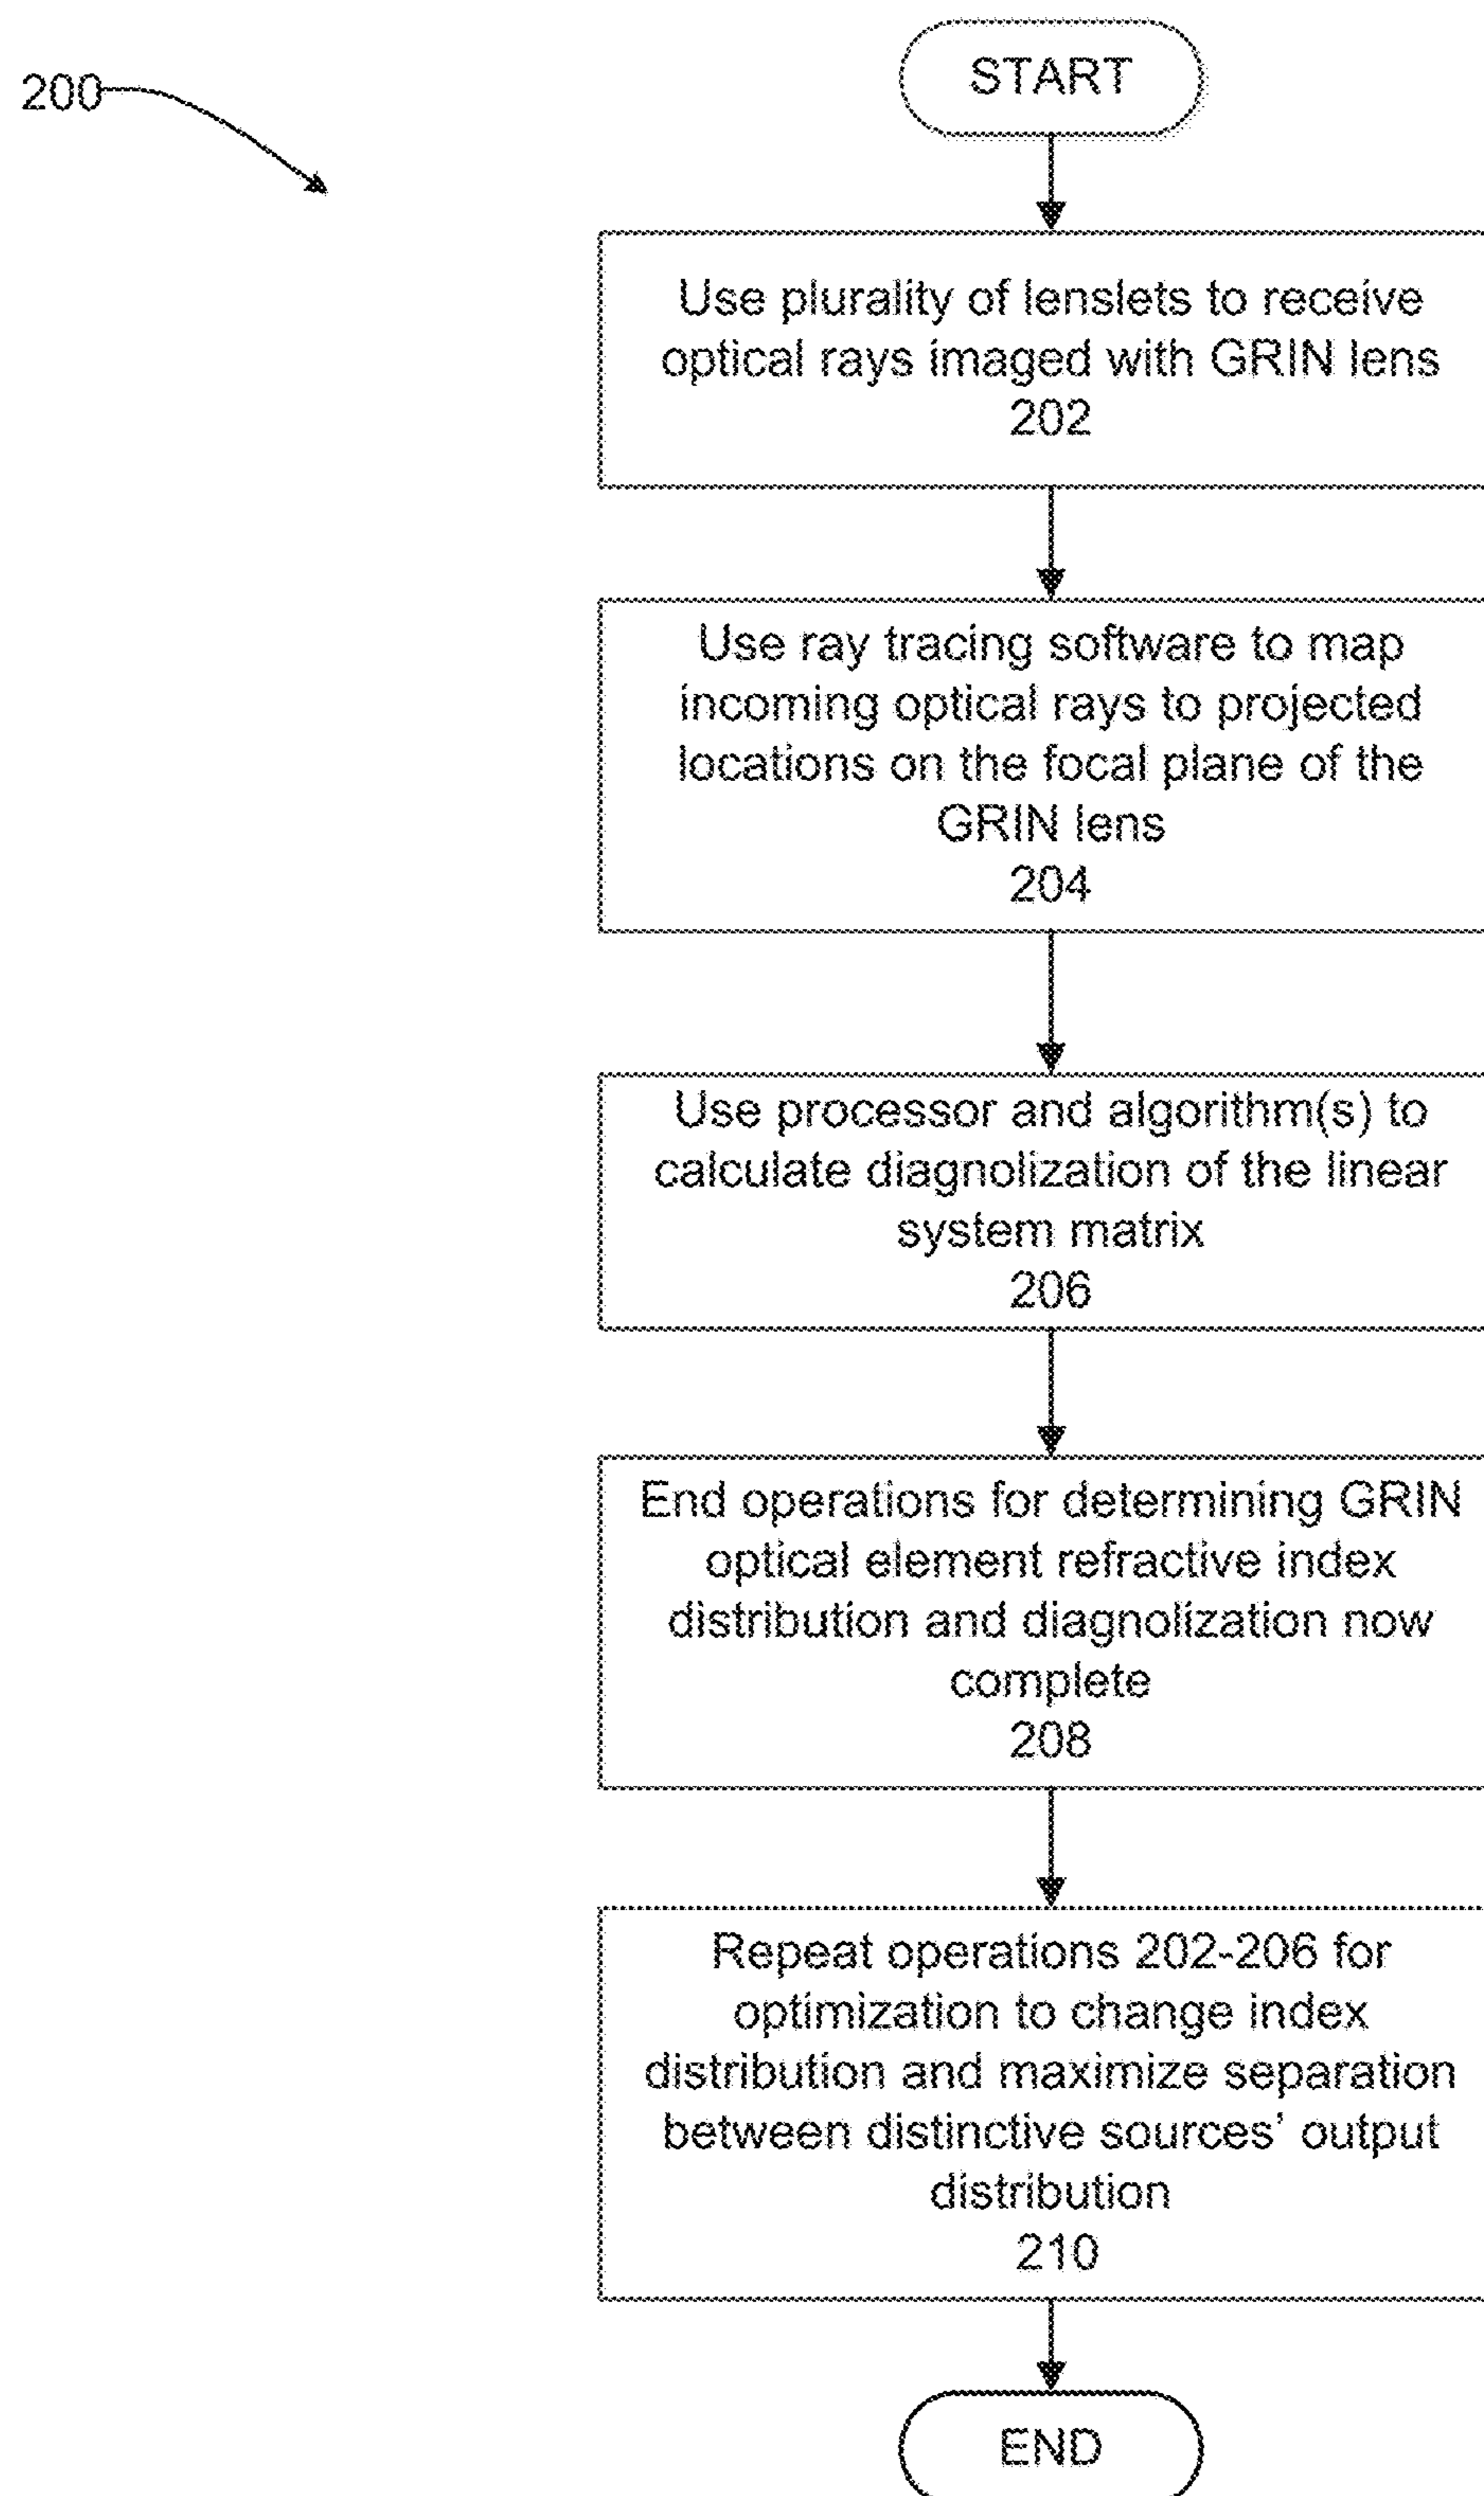 200
START
Use plurality of lenslets to receive
optical rays imaged with GRIN lens
202
Use ray tracing software to map
incoming optical rays to projected
locations on the focal plane of the
GRIN lens
204
Use processor and algorithm(s) to
calculate diagnolization of the linear
system matrix
206
End operations for determining GRIN
optical element refractive index
distribution and diagnolization now
complete
208
Repeat operations 202-206 for
optimization to change index
distribution and maximize separation
between distinctive sources’ output
distribution
210
END